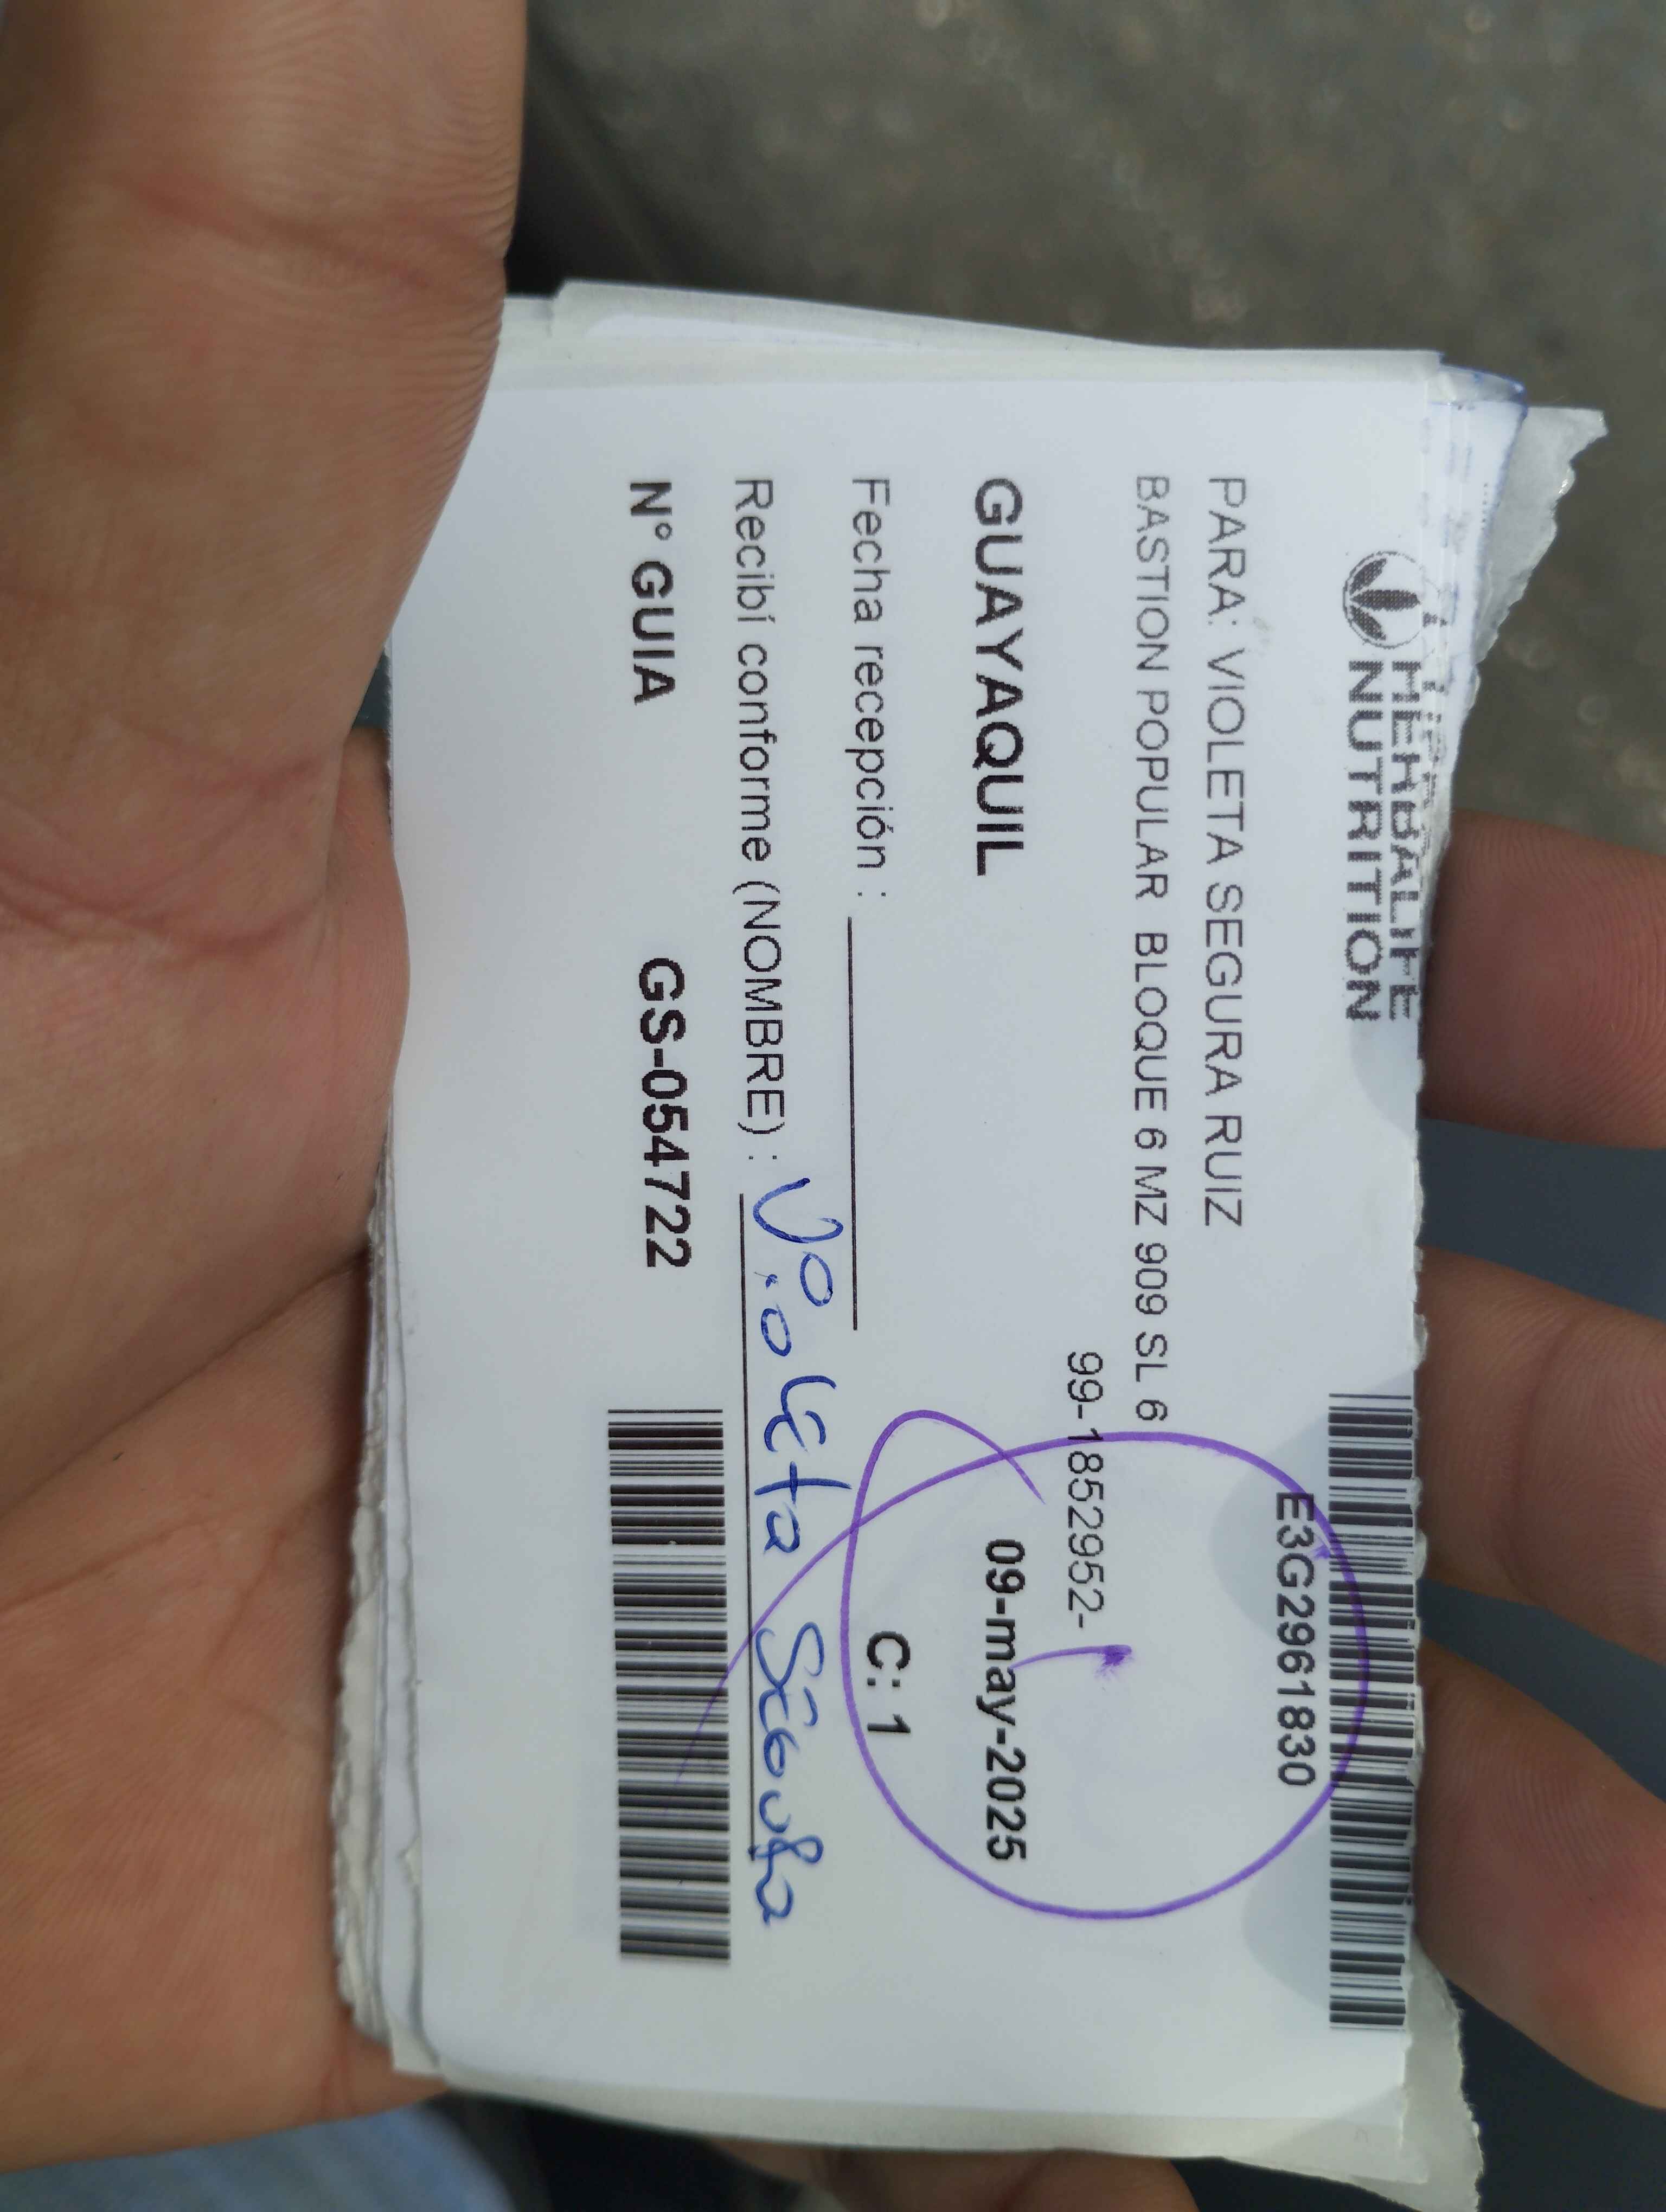 HERBALIFE
NUTRITION
E3G2961830
PARA: VIOLETA SEGURA RUIZ
BASTION POPULAR BLOQUE 6 MZ 909 SL 6
99-1852952-
GUAYAQUIL 09-may-2025
Fecha recepción : C: 1
Recibí conforme (NOMBRE) : Violeta Segura
N° GUIA GS-054722